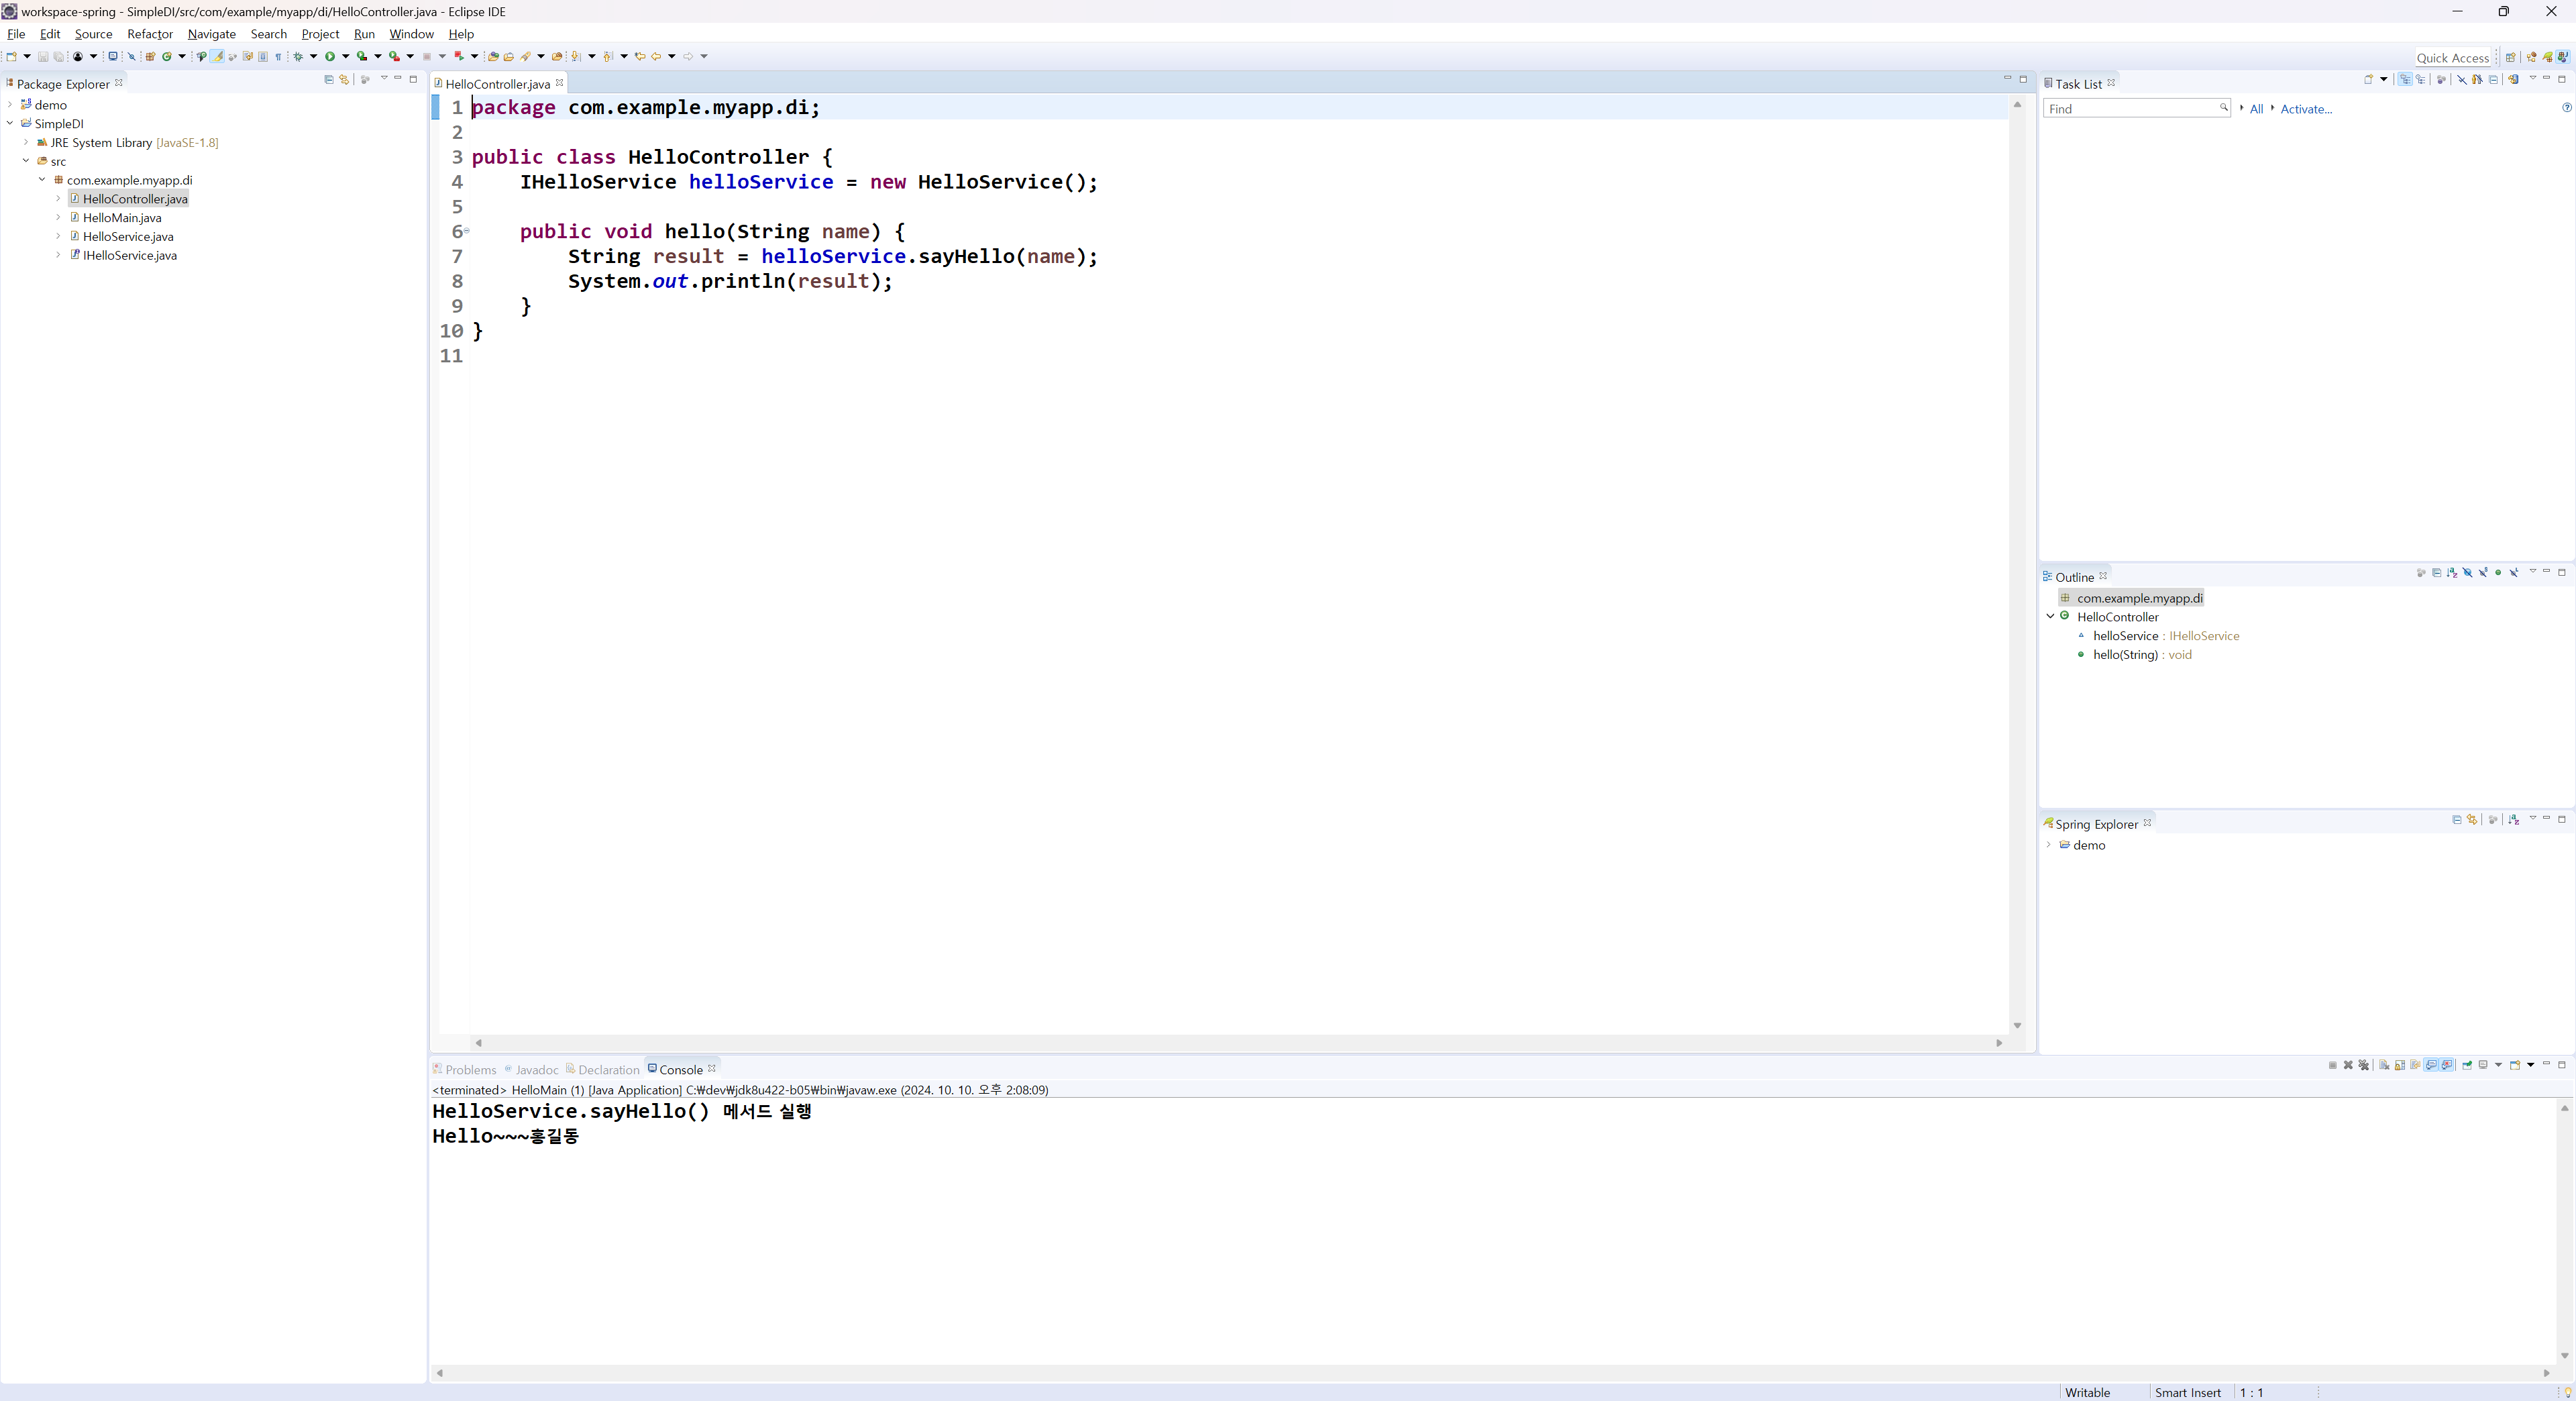 workspace-spring - SimpleDI/src/com/example/myapp/di/HelloController.java - Eclipse IDE
File Edit Source Refactor Navigate Search Project Run Window Help
Quick Access
Package Explorer
demo
SimpleDI
JRE System Library [JavaSE-1.8]
src
com.example.myapp.di
HelloController.java
HelloMain.java
HelloService.java
IHelloService.java
HelloController.java
1 package com.example.myapp.di;
2
3 public class HelloController {
4 IHelloService helloService = new HelloService();
5
6 public void hello(String name) {
7 String result = helloService.sayHello(name);
8 System.out.println(result);
9 }
10 }
11
Task List
Find
All
Activate...
Outline
com.example.myapp.di
HelloController
helloService : IHelloService
hello(String) : void
Spring Explorer
demo
Problems Javadoc Declaration Console
<terminated> HelloMain (1) [Java Application] C:₩dev₩jdk8u422-b05₩bin₩javaw.exe (2024. 10. 10. 오후 2:08:09)
HelloService.sayHello() 메서드 실행
Hello~~~홍길동
Writable Smart Insert 1 : 1